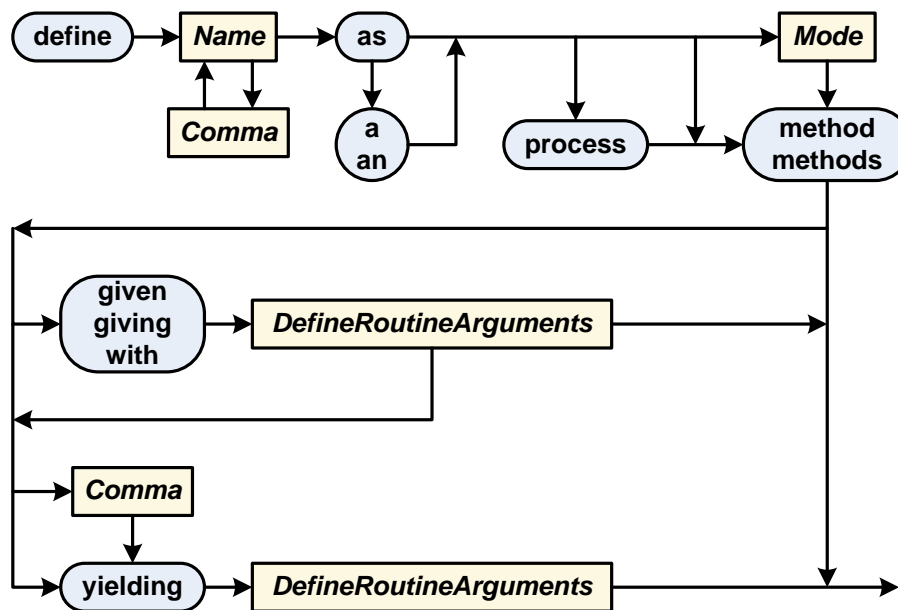 define
Name
as
Mode
Comma
a
an
process
method
methods
given
giving
with
DefineRoutineArguments
Comma
yielding
DefineRoutineArguments